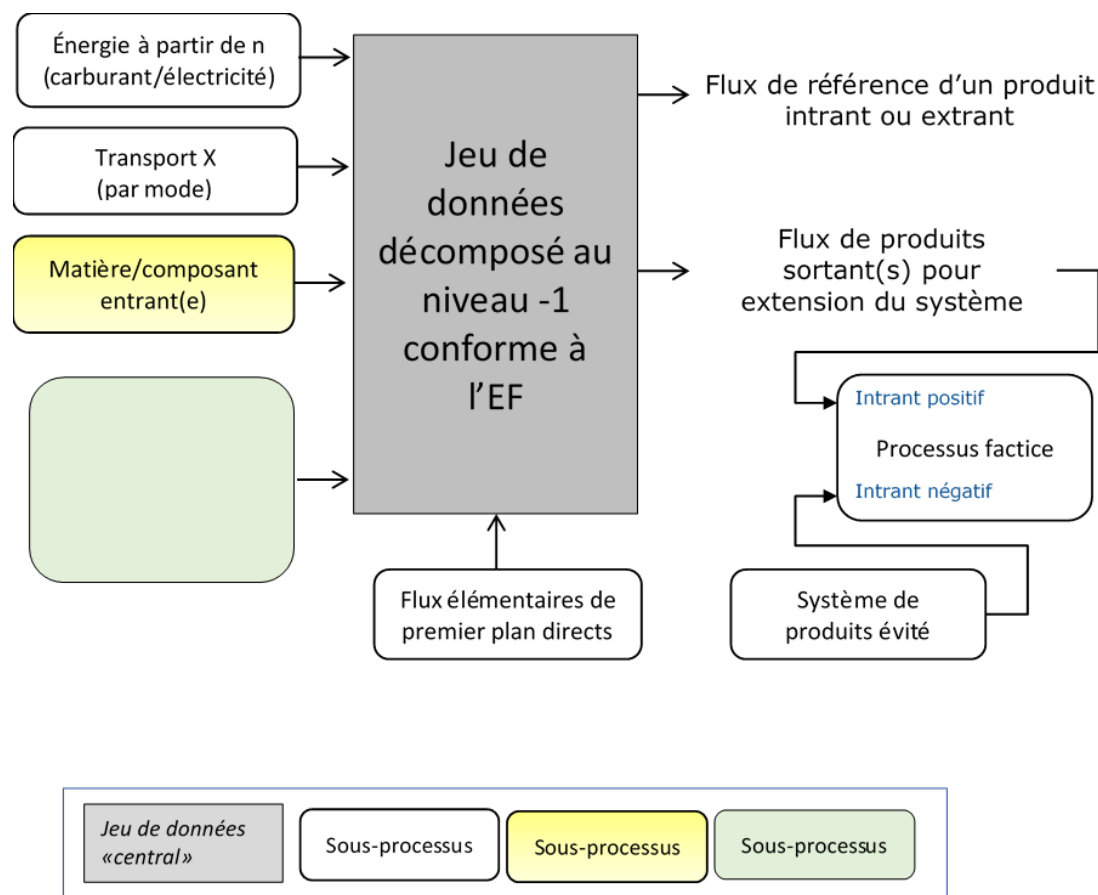 Énergie à partir de n
(carburant/électricité)
Transport X
(par mode)
Matière/composant
entrant(e)
Jeu de
données
décomposé au
niveau -1
conforme à
l’EF
Flux élémentaires de
premier plan directs
Flux de référence d’un produit
intrant ou extrant
Flux de produits
sortant(s) pour
extension du système
Intrant positif
Processus factice
Intrant négatif
Système de
produits évité
Jeu de données
«central»
Sous-processus
Sous-processus
Sous-processus